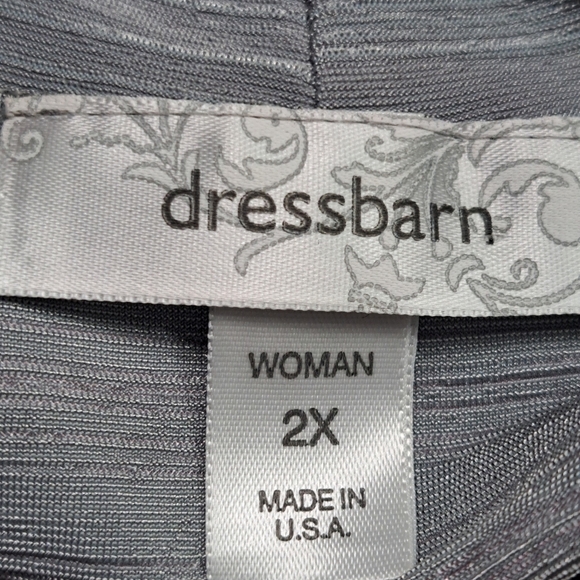 dressbarn
WOMAN
2X
MADE IN
U.S.A.